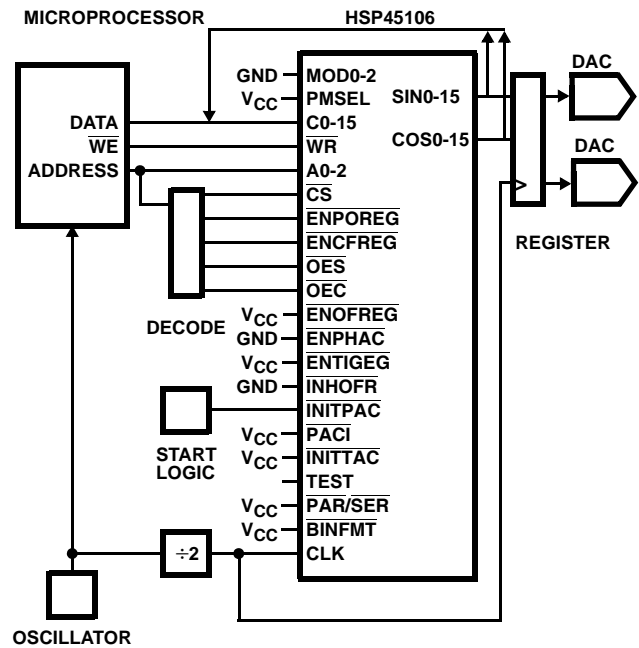 MICROPROCESSOR
HSP45106
DAC
GND
MOD0-2
VCC
PMSEL
SIN0-15
DATA
C0-15
COS0-15
WE
WR
DAC
ADDRESS
A0-2
CS
ENPOREG
ENCFREG
REGISTER
OES
OEC
DECODE
VCC
ENOFREG
GND
ENPHAC
VCC
ENTIGEG
GND
INHOFR
INITPAC
START
LOGIC
VCC
PACI
VCC
INITTAC
TEST
VCC
PAR/SER
VCC
BINFMT
÷2
CLK
OSCILLATOR